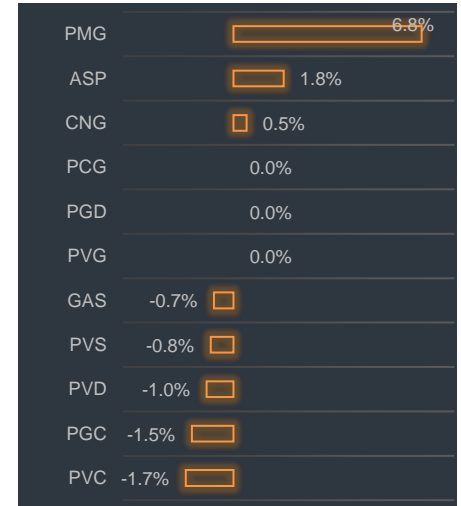 PMG 6.8%
ASP 1.8%
CNG 0.5%
PCG 0.0%
PGD 0.0%
PVG 0.0%
GAS -0.7%
PVS -0.8%
PVD -1.0%
PGC -1.5%
PVC -1.7%